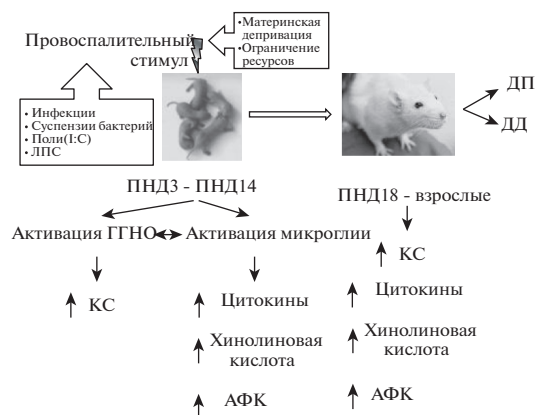 Провоспалительный
стимул
•Материнская
депривация
•Ограничение
ресурсов
• Инфекции
• Суспензии бактерий
• Поли(I:C)
• ЛПС
ДП
ДД
ПНД3 - ПНД14
ПНД18 - взрослые
Активация ГГНО
Активация микроглии
КС
Цитокины
Хинолиновая
кислота
АФК
КС
Цитокины
Хинолиновая
кислота
АФК